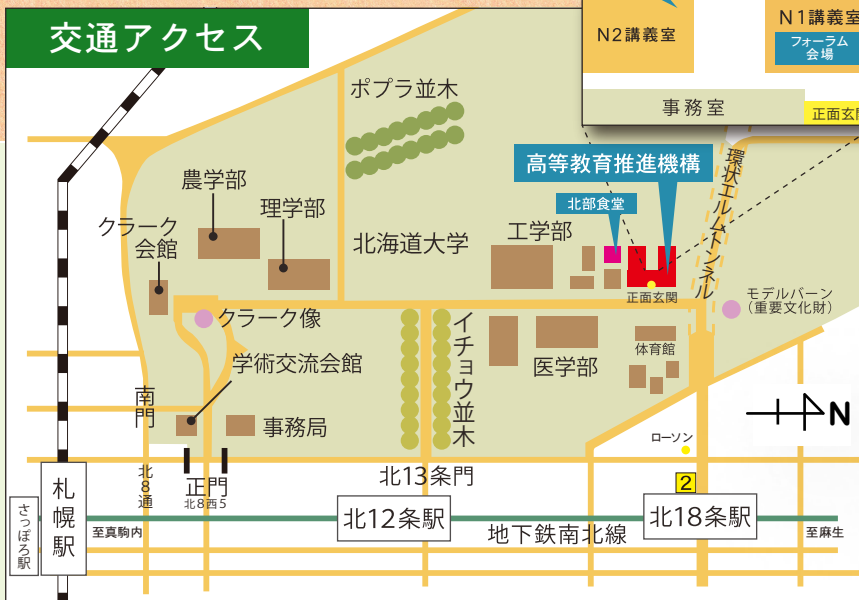 交通アクセス
N2講義室
N1講義室
フォーラム
会場
事務室
正面玄関
ポプラ並木
高等教育推進機構
北部食堂
環状エルムトンネル
農学部
理学部
クラーク
会館
北海道大学
工学部
正面玄関
モデルバーン
(重要文化財)
クラーク像
イチョウ並木
体育館
医学部
学術交流会館
南門
事務局
N
ローソン
北13条門
北8通
正門
北8西5
2
札幌駅
さっぽろ駅
北12条駅
北18条駅
至真駒内
地下鉄南北線
至麻生